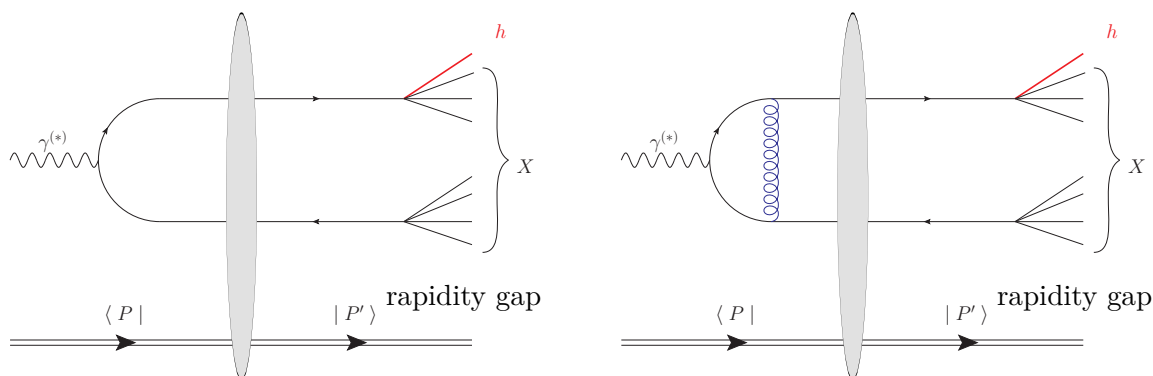 h
h
γ(*)
X
γ(*)
X
rapidity gap
rapidity gap
⟨ P |
| P′ ⟩
⟨ P |
| P′ ⟩